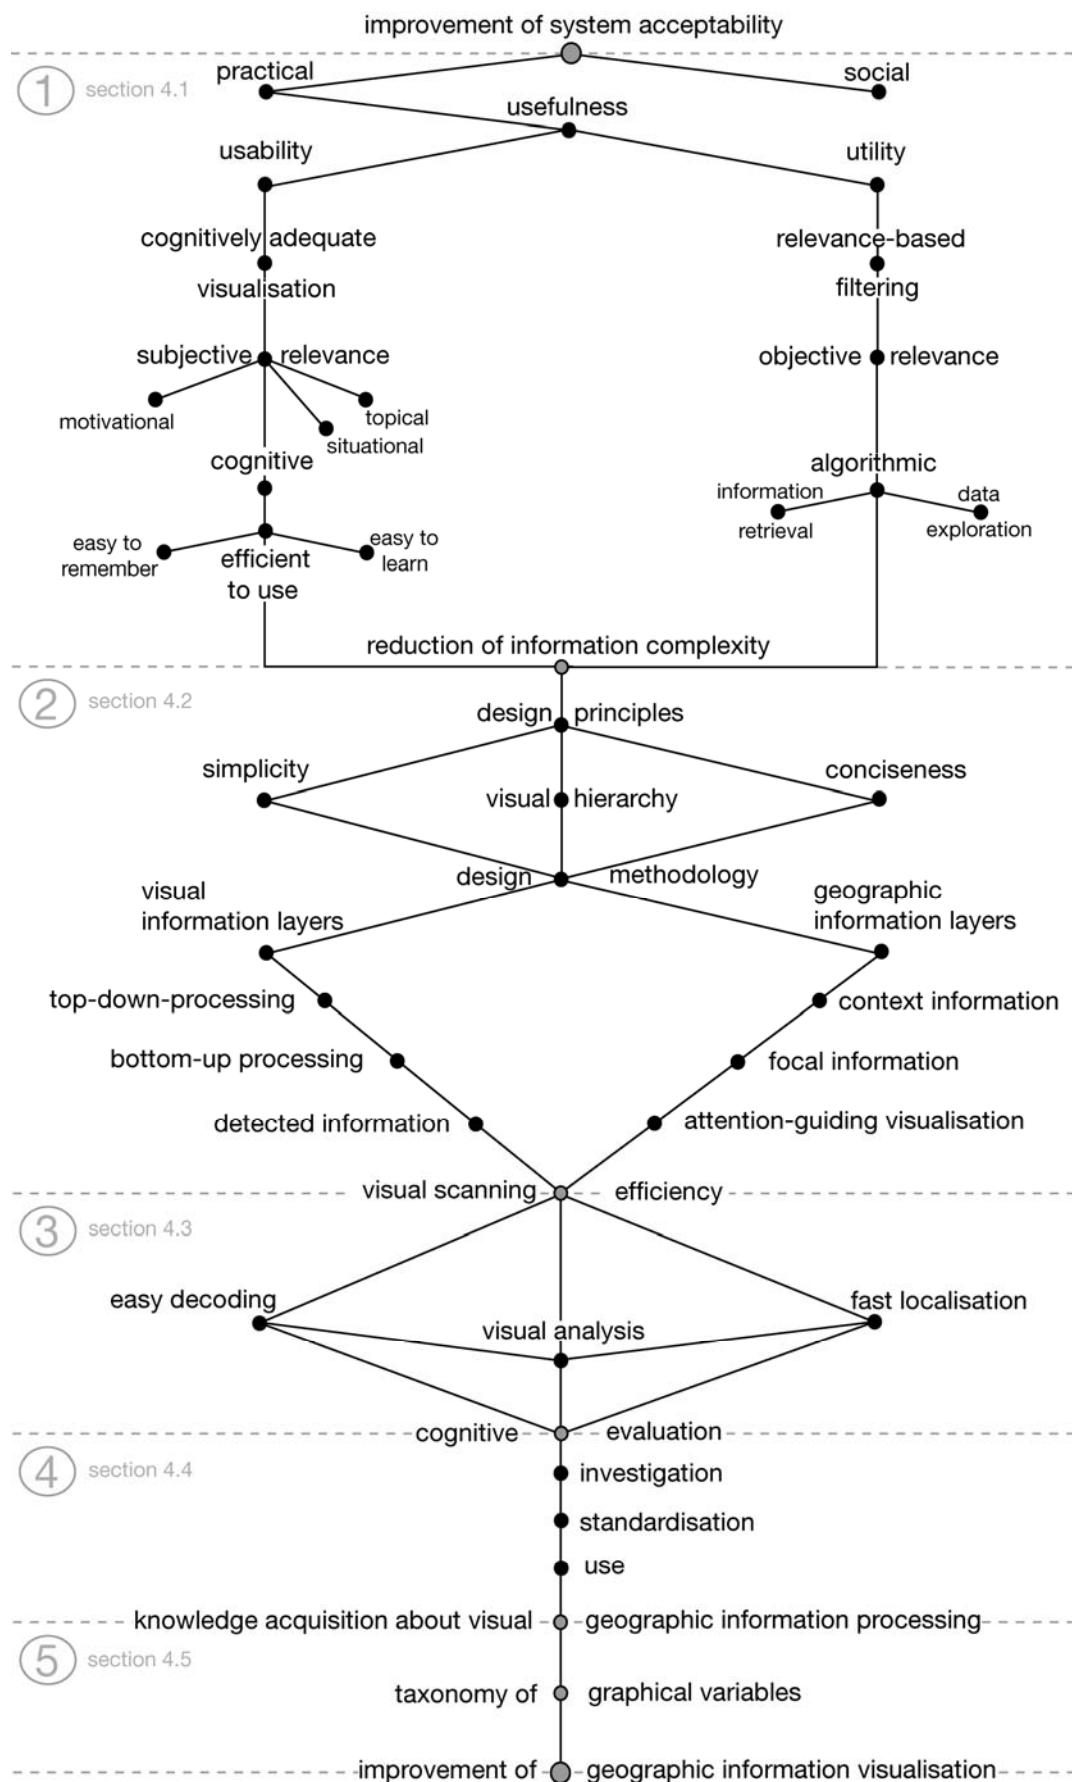 improvement of system acceptability
1 section 4.1
practical
social
usefulness
usability
utility
cognitively adequate
visualisation
relevance-based
filtering
subjective relevance
objective relevance
motivational
topical
situational
cognitive
algorithmic
information
retrieval
data
exploration
easy to
remember
efficient
to use
easy to
learn
reduction of information complexity
2 section 4.2
design principles
simplicity
conciseness
visual hierarchy
design methodology
visual
information layers
geographic
information layers
top-down-processing
context information
bottom-up processing
focal information
detected information
attention-guiding visualisation
visual scanning efficiency
3 section 4.3
easy decoding
fast localisation
visual analysis
cognitive evaluation
4 section 4.4
investigation
standardisation
use
knowledge acquisition about visual geographic information processing
5 section 4.5
taxonomy of graphical variables
improvement of geographic information visualisation